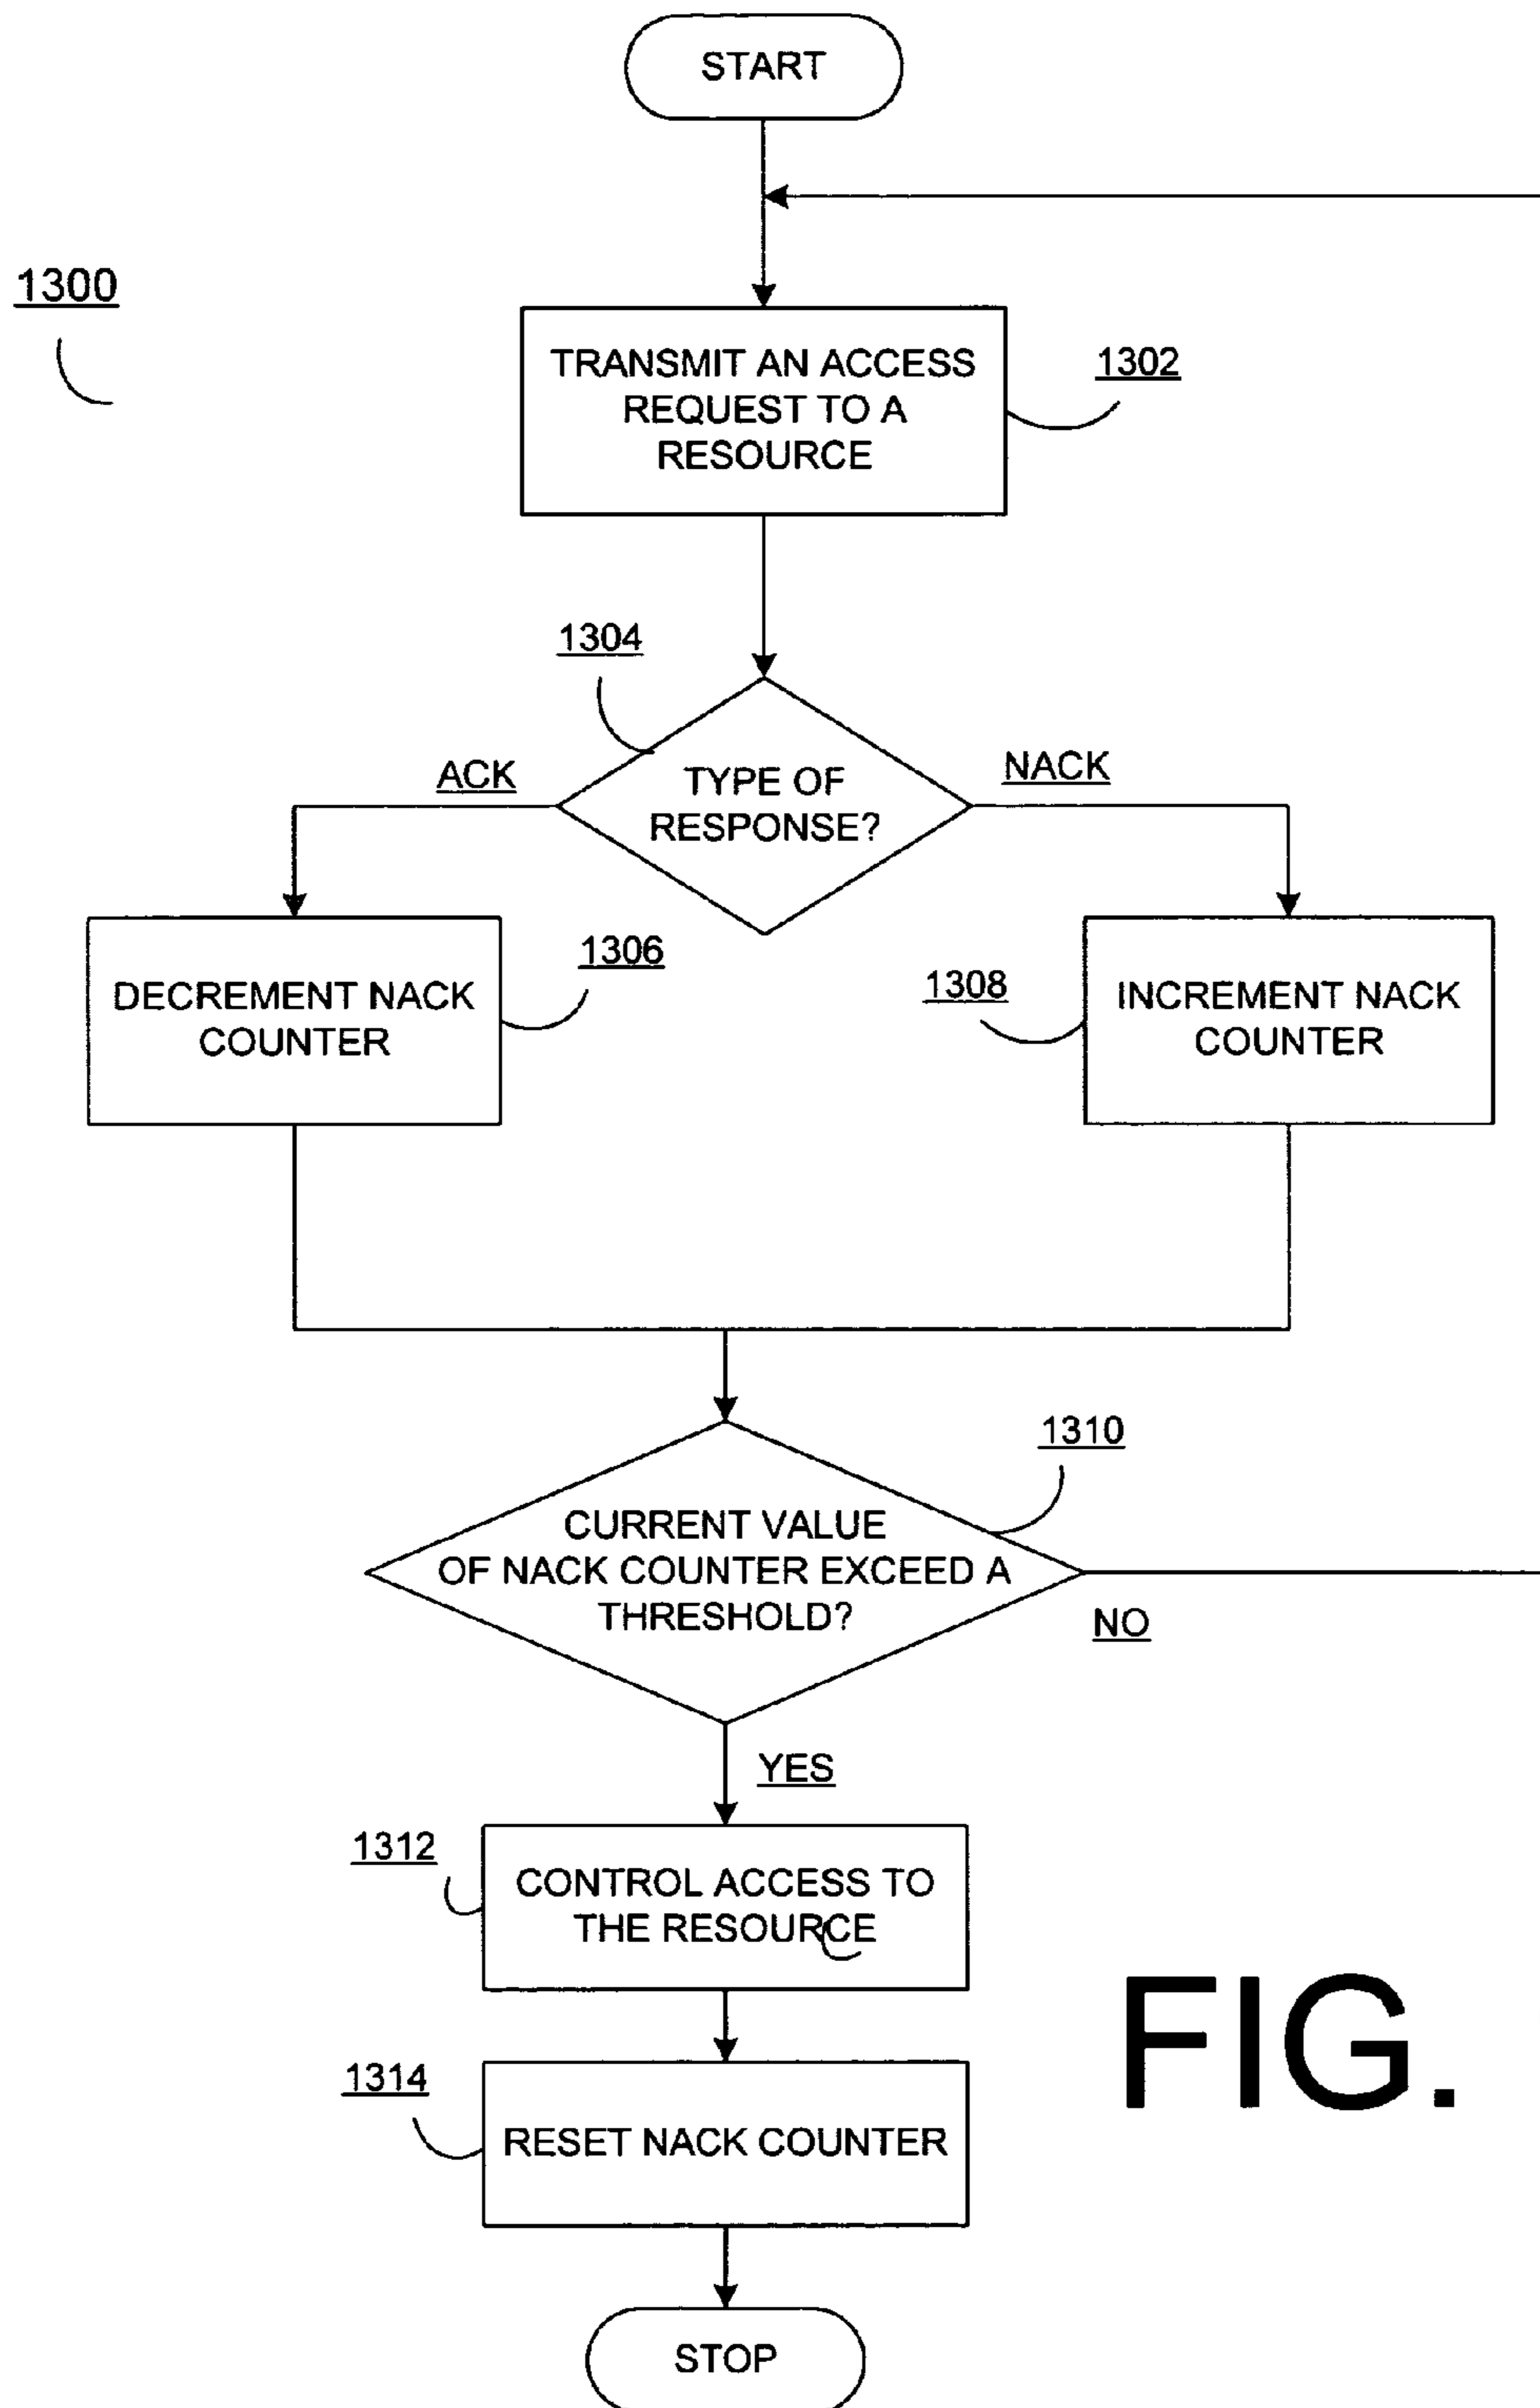 START
1300
TRANSMIT AN ACCESS
REQUEST TO A
RESOURCE
1302
1304
ACK
TYPE OF
RESPONSE?
NACK
DECREMENT NACK
COUNTER
1306
1308
INCREMENT NACK
COUNTER
1310
CURRENT VALUE
OF NACK COUNTER EXCEED A
THRESHOLD?
NO
YES
1312
CONTROL ACCESS TO
THE RESOURCE
1314
RESET NACK COUNTER
FIG.
STOP